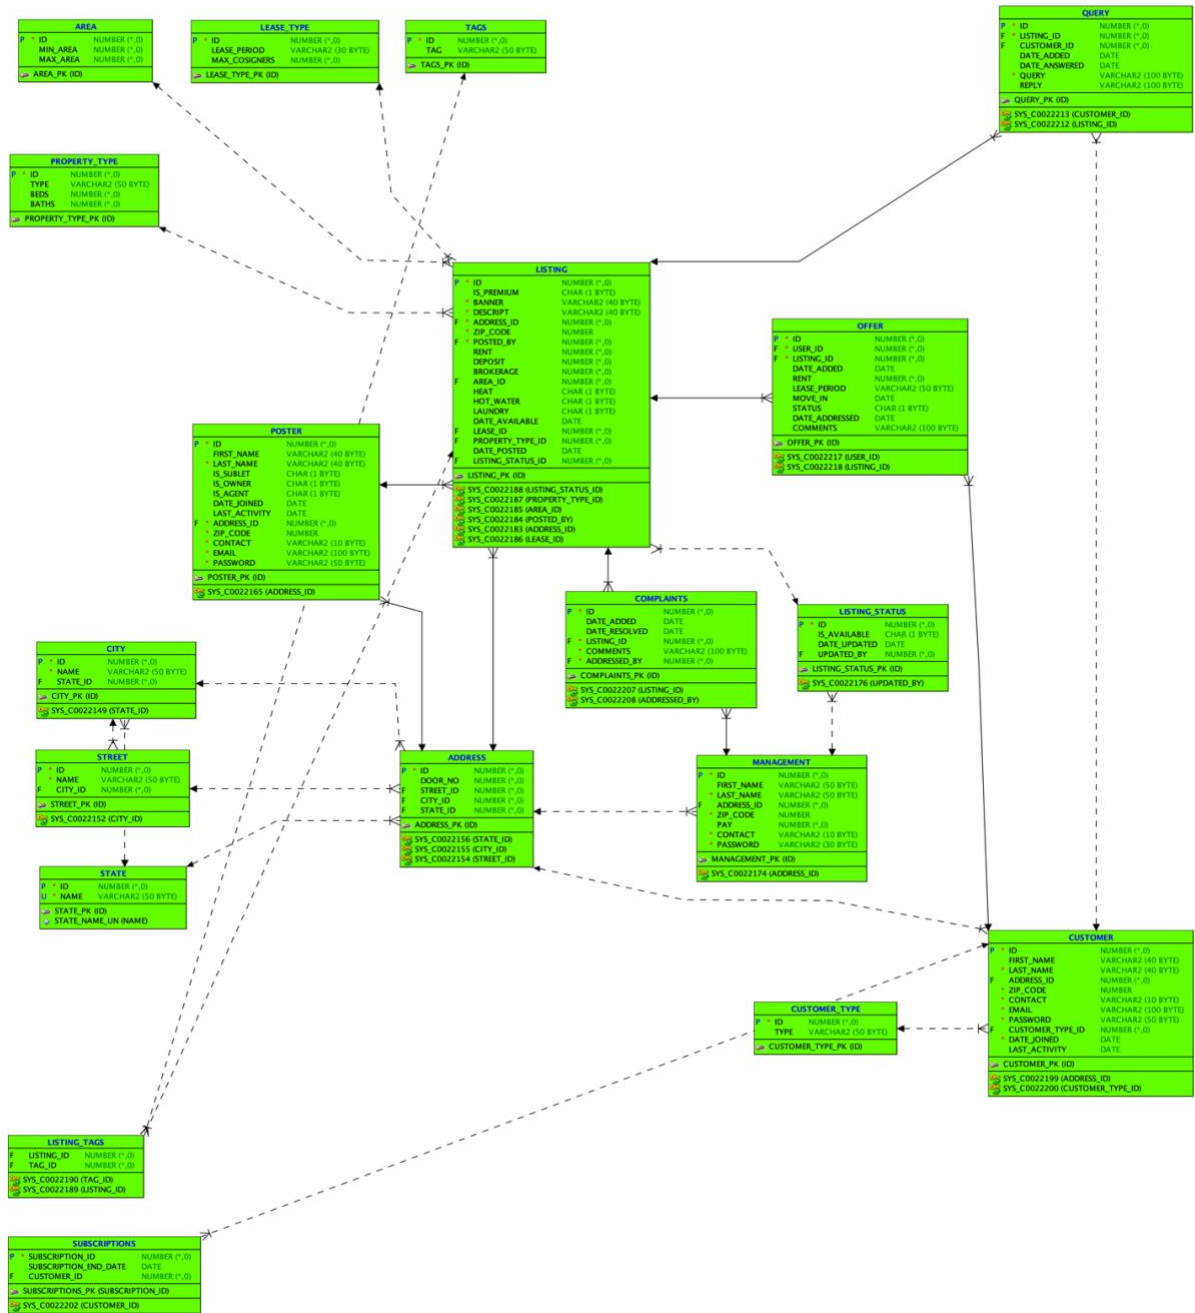 AREA
P * ID NUMBER (*,0)
MIN_AREA NUMBER (*,0)
MAX_AREA NUMBER (*,0)
AREA_PK (ID)
LEASE_TYPE
P * ID NUMBER (*,0)
LEASE_PERIOD VARCHAR2 (30 BYTE)
MAX_COSIGNERS NUMBER (*,0)
LEASE_TYPE_PK (ID)
TAGS
P * ID NUMBER (*,0)
TAG VARCHAR2 (50 BYTE)
TAGS_PK (ID)
QUERY
P * ID NUMBER (*,0)
F * LISTING_ID NUMBER (*,0)
F CUSTOMER_ID NUMBER (*,0)
DATE_ADDED DATE
DATE_ANSWERED DATE
* QUERY VARCHAR2 (100 BYTE)
REPLY VARCHAR2 (100 BYTE)
QUERY_PK (ID)
SYS_C0022213 (CUSTOMER_ID)
SYS_C0022212 (LISTING_ID)
PROPERTY_TYPE
P * ID NUMBER (*,0)
TYPE VARCHAR2 (50 BYTE)
BEDS NUMBER (*,0)
BATHS NUMBER (*,0)
PROPERTY_TYPE_PK (ID)
LISTING
P * ID NUMBER (*,0)
IS_PREMIUM CHAR (1 BYTE)
* BANNER VARCHAR2 (40 BYTE)
* DESCRIPT VARCHAR2 (40 BYTE)
F * ADDRESS_ID NUMBER (*,0)
* ZIP_CODE NUMBER
F * POSTED_BY NUMBER (*,0)
RENT NUMBER (*,0)
DEPOSIT NUMBER (*,0)
BROKERAGE NUMBER (*,0)
F AREA_ID NUMBER (*,0)
HEAT CHAR (1 BYTE)
HOT_WATER CHAR (1 BYTE)
LAUNDRY CHAR (1 BYTE)
DATE_AVAILABLE DATE
F LEASE_ID NUMBER (*,0)
F PROPERTY_TYPE_ID NUMBER (*,0)
DATE_POSTED DATE
F LISTING_STATUS_ID NUMBER (*,0)
LISTING_PK (ID)
SYS_C0022188 (LISTING_STATUS_ID)
SYS_C0022187 (PROPERTY_TYPE_ID)
SYS_C0022185 (AREA_ID)
SYS_C0022184 (POSTED_BY)
SYS_C0022183 (ADDRESS_ID)
SYS_C0022186 (LEASE_ID)
OFFER
P * ID NUMBER (*,0)
F * USER_ID NUMBER (*,0)
F * LISTING_ID NUMBER (*,0)
DATE_ADDED DATE
RENT NUMBER (*,0)
LEASE_PERIOD VARCHAR2 (50 BYTE)
MOVE_IN DATE
STATUS CHAR (1 BYTE)
DATE_ADDRESSED DATE
COMMENTS VARCHAR2 (100 BYTE)
OFFER_PK (ID)
SYS_C0022217 (USER_ID)
SYS_C0022218 (LISTING_ID)
POSTER
P * ID NUMBER (*,0)
FIRST_NAME VARCHAR2 (40 BYTE)
* LAST_NAME VARCHAR2 (40 BYTE)
IS_SUBLET CHAR (1 BYTE)
IS_OWNER CHAR (1 BYTE)
IS_AGENT CHAR (1 BYTE)
DATE_JOINED DATE
LAST_ACTIVITY DATE
F * ADDRESS_ID NUMBER (*,0)
* ZIP_CODE NUMBER
* CONTACT VARCHAR2 (10 BYTE)
* EMAIL VARCHAR2 (100 BYTE)
* PASSWORD VARCHAR2 (50 BYTE)
POSTER_PK (ID)
SYS_C0022165 (ADDRESS_ID)
COMPLAINTS
P * ID NUMBER (*,0)
DATE_ADDED DATE
DATE_RESOLVED DATE
F * LISTING_ID NUMBER (*,0)
* COMMENTS VARCHAR2 (100 BYTE)
F * ADDRESSED_BY NUMBER (*,0)
COMPLAINTS_PK (ID)
SYS_C0022207 (LISTING_ID)
SYS_C0022208 (ADDRESSED_BY)
LISTING_STATUS
P * ID NUMBER (*,0)
IS_AVAILABLE CHAR (1 BYTE)
DATE_UPDATED DATE
F UPDATED_BY NUMBER (*,0)
LISTING_STATUS_PK (ID)
SYS_C0022176 (UPDATED_BY)
CITY
P * ID NUMBER (*,0)
* NAME VARCHAR2 (50 BYTE)
F STATE_ID NUMBER (*,0)
CITY_PK (ID)
SYS_C0022149 (STATE_ID)
STREET
P * ID NUMBER (*,0)
* NAME VARCHAR2 (50 BYTE)
F CITY_ID NUMBER (*,0)
STREET_PK (ID)
SYS_C0022152 (CITY_ID)
ADDRESS
P * ID NUMBER (*,0)
DOOR_NO NUMBER (*,0)
F STREET_ID NUMBER (*,0)
F CITY_ID NUMBER (*,0)
F STATE_ID NUMBER (*,0)
ADDRESS_PK (ID)
SYS_C0022156 (STATE_ID)
SYS_C0022155 (CITY_ID)
SYS_C0022154 (STREET_ID)
MANAGEMENT
P * ID NUMBER (*,0)
FIRST_NAME VARCHAR2 (50 BYTE)
* LAST_NAME VARCHAR2 (50 BYTE)
F ADDRESS_ID NUMBER (*,0)
* ZIP_CODE NUMBER
PAY NUMBER (*,0)
* CONTACT VARCHAR2 (10 BYTE)
* PASSWORD VARCHAR2 (30 BYTE)
MANAGEMENT_PK (ID)
SYS_C0022174 (ADDRESS_ID)
STATE
P * ID NUMBER (*,0)
U * NAME VARCHAR2 (50 BYTE)
STATE_PK (ID)
STATE_NAME_UN (NAME)
CUSTOMER
P * ID NUMBER (*,0)
FIRST_NAME VARCHAR2 (40 BYTE)
* LAST_NAME VARCHAR2 (40 BYTE)
F ADDRESS_ID NUMBER (*,0)
* ZIP_CODE NUMBER
* CONTACT VARCHAR2 (10 BYTE)
* EMAIL VARCHAR2 (100 BYTE)
* PASSWORD VARCHAR2 (50 BYTE)
F CUSTOMER_TYPE_ID NUMBER (*,0)
* DATE_JOINED DATE
LAST_ACTIVITY DATE
CUSTOMER_PK (ID)
SYS_C0022199 (ADDRESS_ID)
SYS_C0022200 (CUSTOMER_TYPE_ID)
CUSTOMER_TYPE
P * ID NUMBER (*,0)
TYPE VARCHAR2 (50 BYTE)
CUSTOMER_TYPE_PK (ID)
LISTING_TAGS
F LISTING_ID NUMBER (*,0)
F TAG_ID NUMBER (*,0)
SYS_C0022190 (TAG_ID)
SYS_C0022189 (LISTING_ID)
SUBSCRIPTIONS
P * SUBSCRIPTION_ID NUMBER (*,0)
SUBSCRIPTION_END_DATE DATE
F CUSTOMER_ID NUMBER (*,0)
SUBSCRIPTIONS_PK (SUBSCRIPTION_ID)
SYS_C0022202 (CUSTOMER_ID)